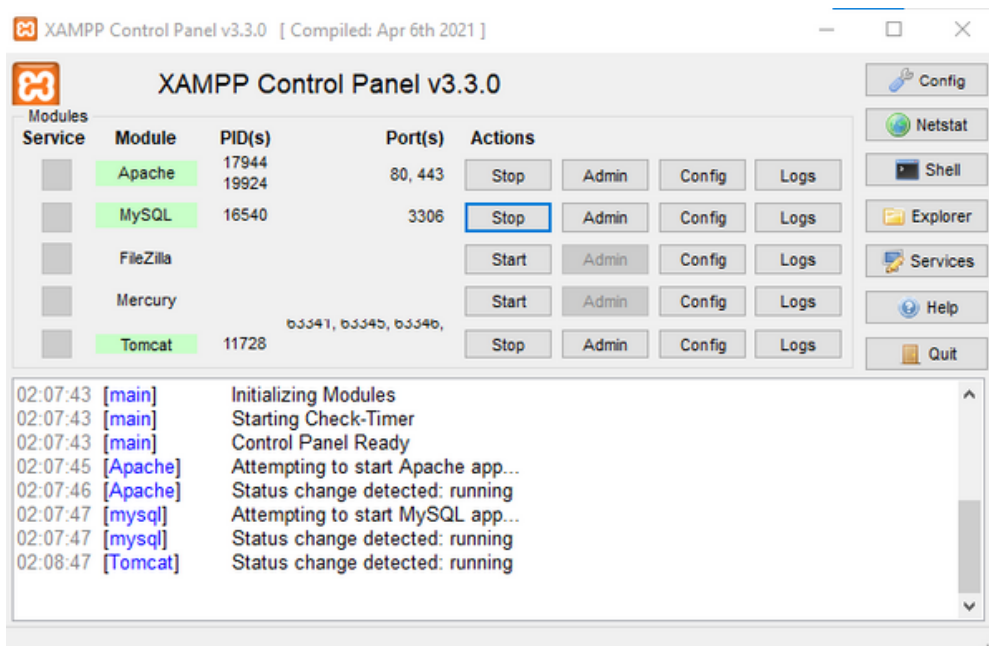 XAMPP Control Panel v3.3.0 [ Compiled: Apr 6th 2021 ]
XAMPP Control Panel v3.3.0
Config
Modules
Netstat
Service Module PID(s) Port(s) Actions
Shell
Apache 17944 19924 80, 443 Stop Admin Config Logs
MySQL 16540 3306 Stop Admin Config Logs
Explorer
FileZilla Start Admin Config Logs
Services
Mercury Start Admin Config Logs
Help
63341, 63345, 63346,
Tomcat 11728 Stop Admin Config Logs
Quit
02:07:43 [main] Initializing Modules
02:07:43 [main] Starting Check-Timer
02:07:43 [main] Control Panel Ready
02:07:45 [Apache] Attempting to start Apache app...
02:07:46 [Apache] Status change detected: running
02:07:47 [mysql] Attempting to start MySQL app...
02:07:47 [mysql] Status change detected: running
02:08:47 [Tomcat] Status change detected: running